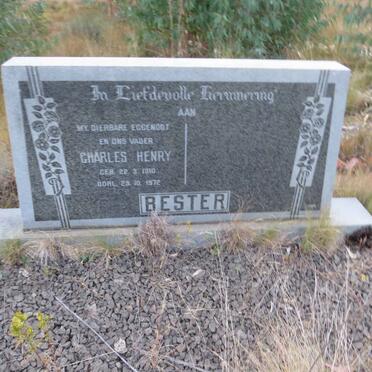 In Liefdevolle Herinnering
AAN
MY DIERBARE EGGENOOT
EN ONS VADER
CHARLES HENRY
GEB. 22. 3. 1910
OORL. 23. 10. 1972
BESTER